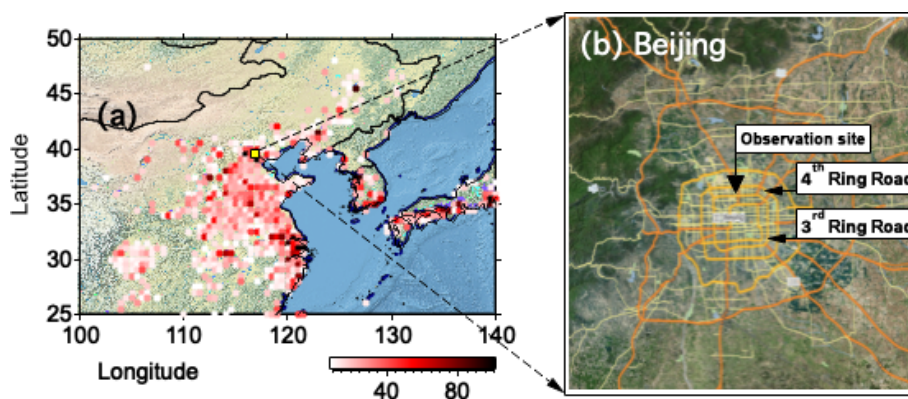 50
45
40
35
30
25
(a)
Latitude
100
110
120
130
140
Longitude
40
80
(b) Beijing
Observation site
4th Ring Road
3rd Ring Road